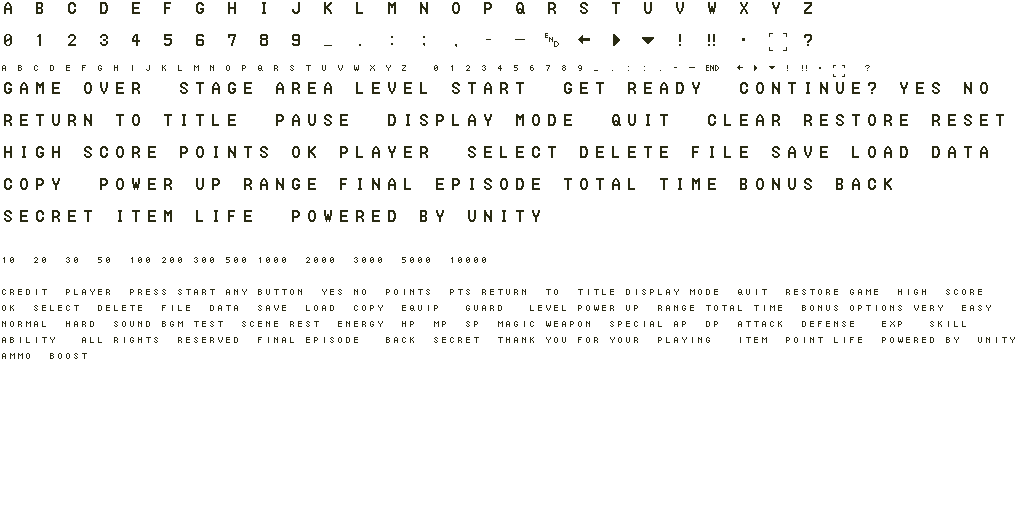 A B C D E F G H I J K L M N O P Q R S T U V W X Y Z
0 1 2 3 4 5 6 7 8 9 _ . : ; , - — END ← ▶ ▼ ! !! · ?
A B C D E F G H I J K L M N O P Q R S T U V W X Y Z 0 1 2 3 4 5 6 7 8 9 _ . : ; , - — END ← ▶ ▼ ! !! · ?
GAME OVER STAGE AREA LEVEL START GET READY CONTINUE? YES NO
RETURN TO TITLE PAUSE DISPLAY MODE QUIT CLEAR RESTORE RESET
HIGH SCORE POINTS OK PLAYER SELECT DELETE FILE SAVE LOAD DATA
COPY POWER UP RANGE FINAL EPISODE TOTAL TIME BONUS BACK
SECRET ITEM LIFE POWERED BY UNITY
10 20 30 50 100 200 300 500 1000 2000 3000 5000 10000
CREDIT PLAYER PRESS START ANY BUTTON YES NO POINTS PTS RETURN TO TITLE DISPLAY MODE QUIT RESTORE GAME HIGH SCORE
OK SELECT DELETE FILE DATA SAVE LOAD COPY EQUIP GUARD LEVEL POWER UP RANGE TOTAL TIME BONUS OPTIONS VERY EASY
NORMAL HARD SOUND BGM TEST SCENE REST ENERGY HP MP SP MAGIC WEAPON SPECIAL AP DP ATTACK DEFENSE EXP SKILL
ABILITY ALL RIGHTS RESERVED FINAL EPISODE BACK SECRET THANK YOU FOR YOUR PLAYING ITEM POINT LIFE POWERED BY UNITY
AMMO BOOST